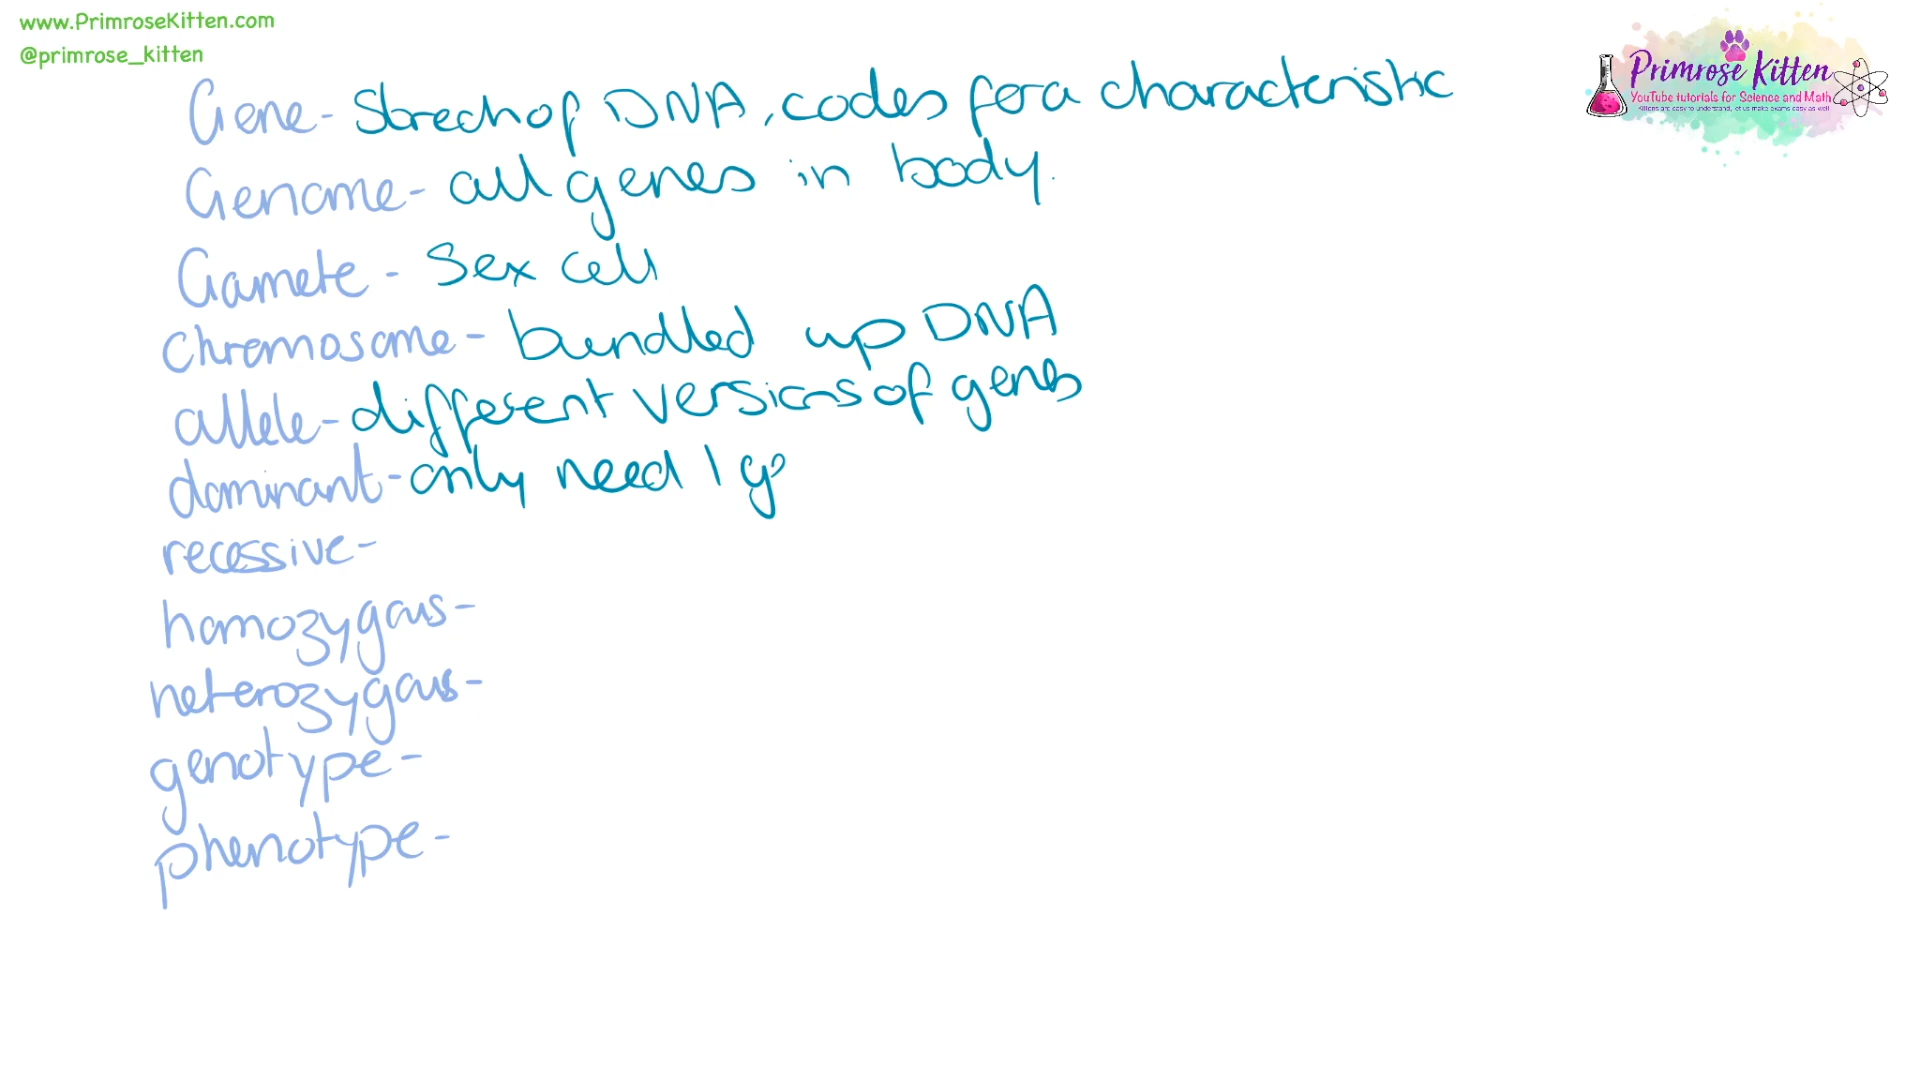 www.PrimroseKitten.com
@primrose_kitten
Primrose Kitten
YouTube tutorials for Science and Math
Gene- Strech of DNA, codes for a characteristic
Genome- all genes in body.
Gamete - Sex cell
chromosome- bundled up DNA
allele- different versions of genes
dominant- only need 1 ge
recessive-
homozygous-
heterozygous-
genotype-
phenotype-